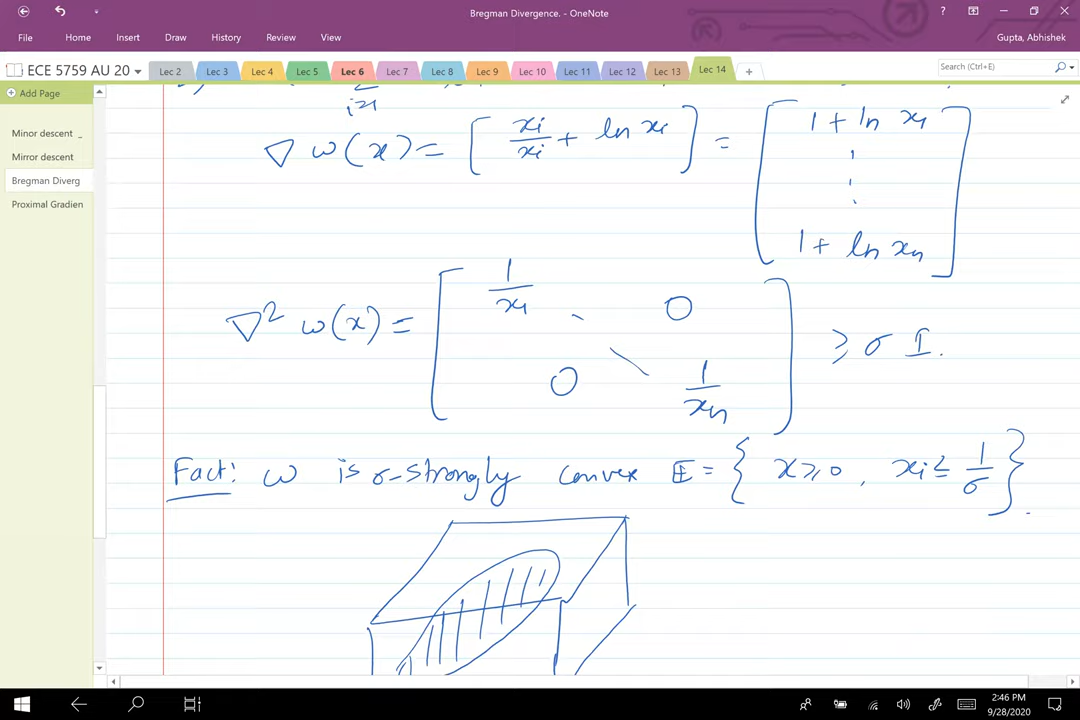 Bregman Divergence. - OneNote
?
File Home Insert Draw History Review View
Gupta, Abhishek
ECE 5759 AU 20
Lec 2 Lec 3 Lec 4 Lec 5 Lec 6 Lec 7 Lec 8 Lec 9 Lec 10 Lec 11 Lec 12 Lec 13 Lec 14 +
Search (Ctrl+E)
Add Page
Minor descent
Mirror descent
Bregman Diverg
Proximal Gradien
i=1
∇ ω(x) = [ xi/xi + ln xi ] = [ 1 + ln x1 ⋮ 1 + ln xn ]
∇² ω(x) = [ 1/x1 ⋱ 0 0 1/xn ] ≥ σ I.
Fact: ω is σ-strongly convex E = { x ≥ 0, xi ≤ 1/σ }.
2:46 PM
9/28/2020